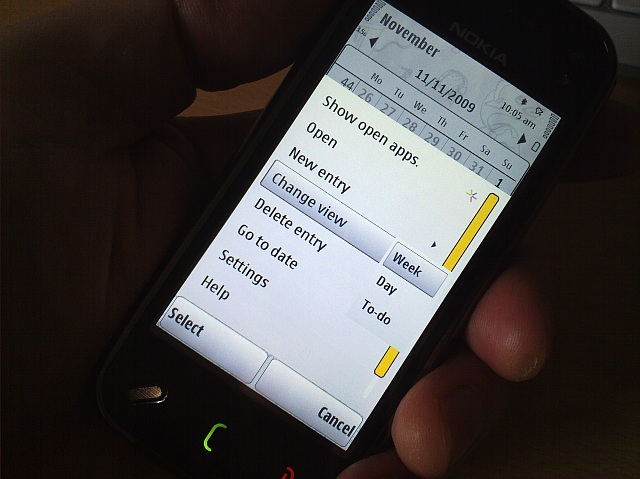 NOKIA
November
11/11/2009
10:05 am
Mo Tu We Th Fr Sa Su
44 26 27 28 29 30 31 1
Show open apps.
Open
New entry
Change view
Delete entry
Go to date
Settings
Help
Week
Day
To-do
Select
Cancel